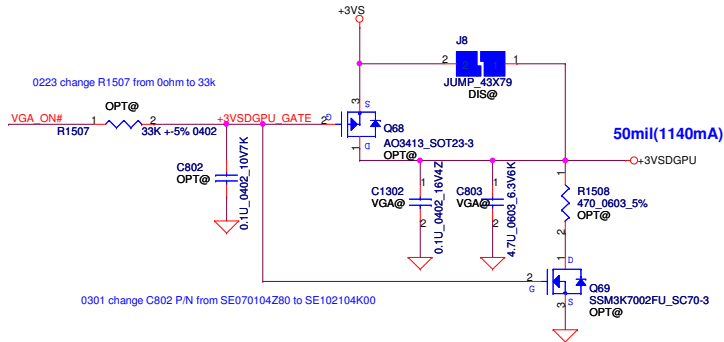 +3VS
J8
2 2 1 1
JUMP_43X79
DIS@
0223 change R1507 from 0ohm to 33k
OPT@
VGA_ON#
1 2
R1507
33K +-5% 0402
+3VSDGPU_GATE
2 G
3
S
Q68
D
1
AO3413_SOT23-3
OPT@
50mil(1140mA)
+3VSDGPU
C802
OPT@
0.1U_0402_10V7K
C1302
VGA@
1
2
0.1U_0402_16V4Z
C803
VGA@
1
2
4.7U_0603_6.3V6K
1
R1508
470_0603_5%
OPT@
2
1
D
2
G
Q69
SSM3K7002FU_SC70-3
S
3
OPT@
0301 change C802 P/N from SE070104Z80 to SE102104K00